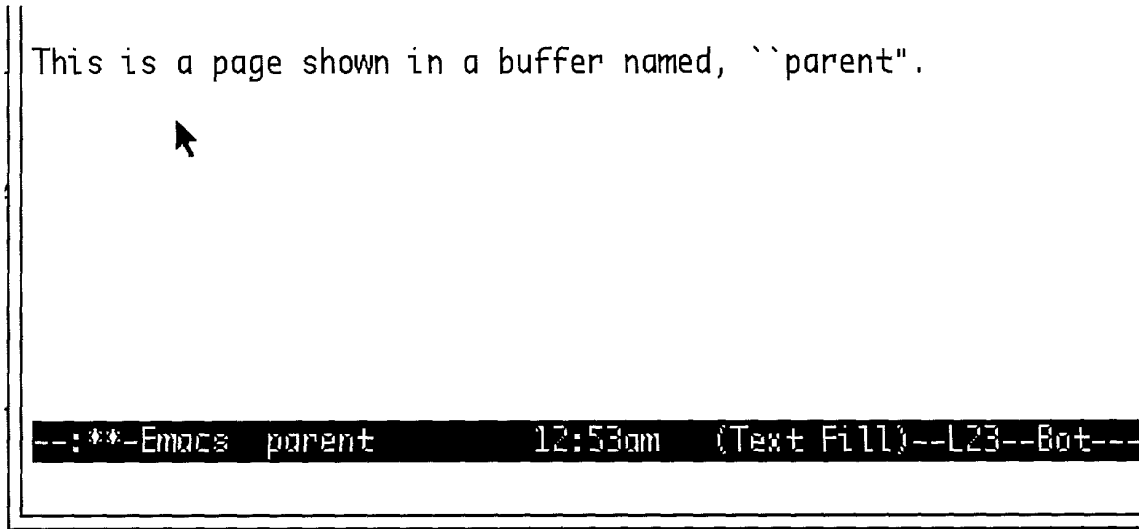 This is a page shown in a buffer named, ``parent".
--:**-Emacs  parent          12:53am   (Text Fill)--L23--Bot---